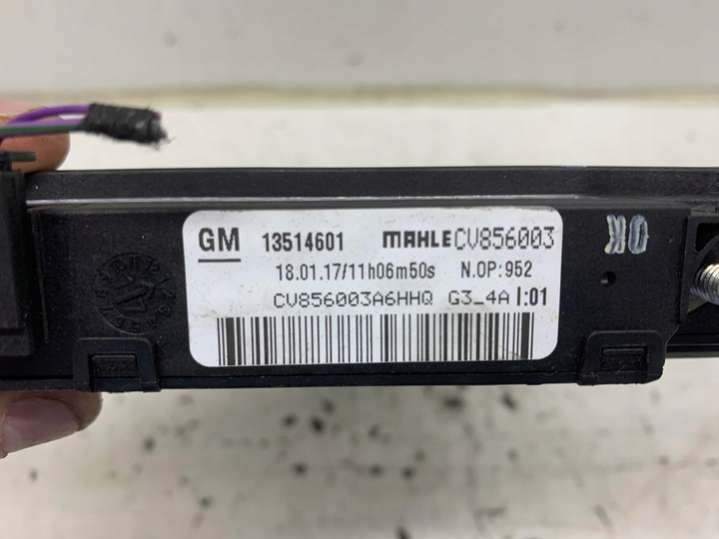 GM 13514601 MAHLE CV856003
18.01.17/11h06m50s N.OP:952
CV856003A6HHQ G3_4A I:01
OK